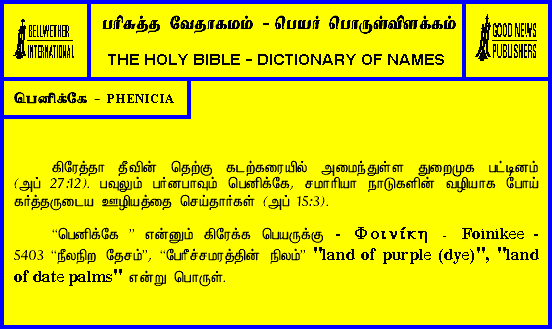 BELLWETHER
INTERNATIONAL
பரிசுத்த வேதாகமம் - பெயர் பொருள்விளக்கம்
THE HOLY BIBLE - DICTIONARY OF NAMES
GOOD NEWS
PUBLISHERS
பெனிக்கே - PHENICIA
கிரேத்தா தீவின் தெற்கு கடற்கரையில் அமைந்துள்ள துறைமுக பட்டினம்
(அப் 27:12). பவுலும் பர்னபாவும் பெனிக்கே, சமாரியா நாடுகளின் வழியாக போய்
கர்த்தருடைய ஊழியத்தை செய்தார்கள் (அப் 15:3).
“பெனிக்கே ” என்னும் கிரேக்க பெயருக்கு - Φοινίκη - Foinikee -
5403 “நீலநிற தேசம்”, “பேரீச்சமரத்தின் நிலம்” "land of purple (dye)", "land
of date palms" என்று பொருள்.